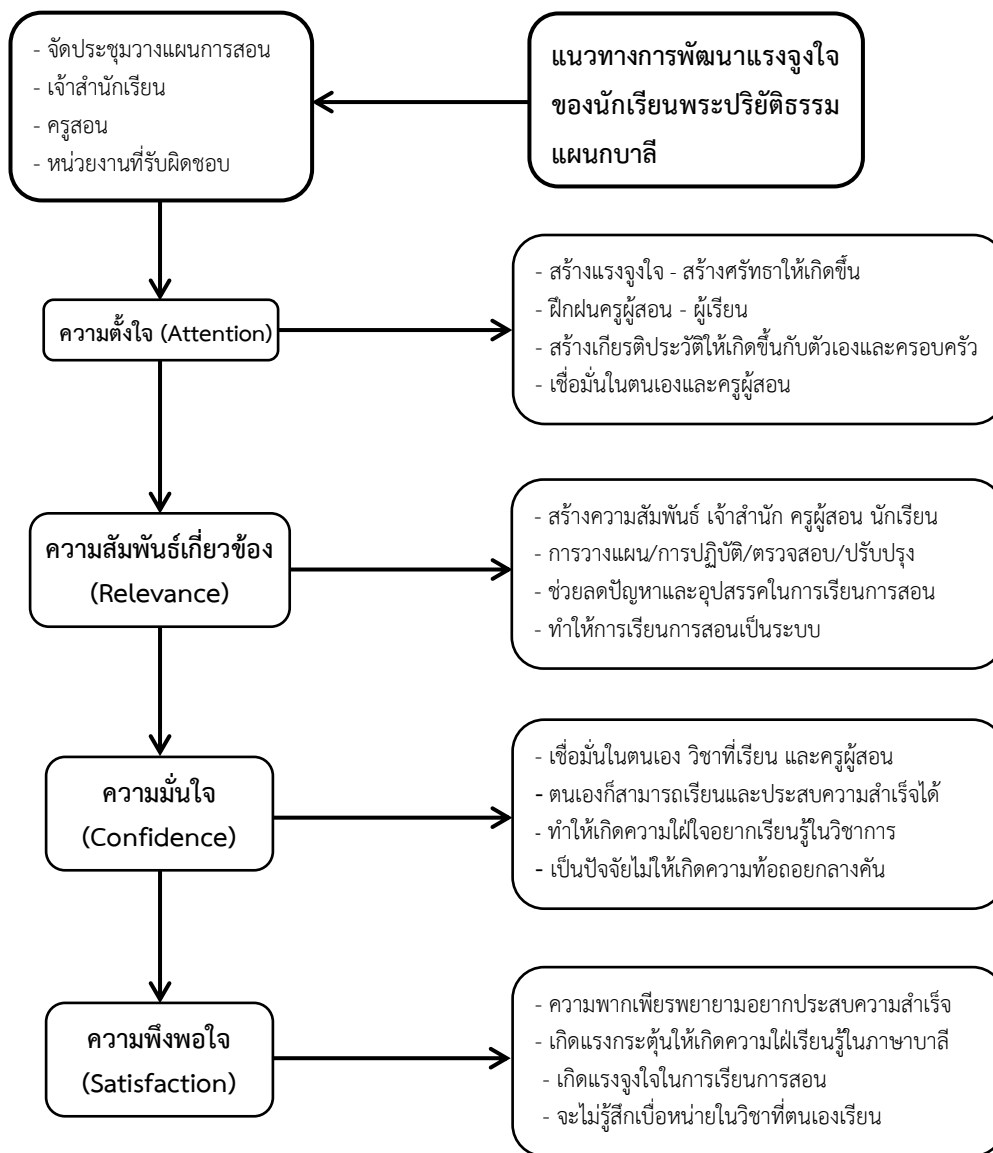 - จัดประชุมวางแผนการสอน
- เจ้าสำนักเรียน
- ครูสอน
- หน่วยงานที่รับผิดชอบ
แนวทางการพัฒนาแรงจูงใจ
ของนักเรียนพระปริยัติธรรม
แผนกบาลี
ความตั้งใจ (Attention)
- สร้างแรงจูงใจ - สร้างศรัทธาให้เกิดขึ้น
- ฝึกฝนครูผู้สอน - ผู้เรียน
- สร้างเกียรติประวัติให้เกิดขึ้นกับตัวเองและครอบครัว
- เชื่อมั่นในตนเองและครูผู้สอน
ความสัมพันธ์เกี่ยวข้อง
(Relevance)
- สร้างความสัมพันธ์ เจ้าสำนัก ครูผู้สอน นักเรียน
- การวางแผน/การปฏิบัติ/ตรวจสอบ/ปรับปรุง
- ช่วยลดปัญหาและอุปสรรคในการเรียนการสอน
- ทำให้การเรียนการสอนเป็นระบบ
ความมั่นใจ
(Confidence)
- เชื่อมั่นในตนเอง วิชาที่เรียน และครูผู้สอน
- ตนเองก็สามารถเรียนและประสบความสำเร็จได้
- ทำให้เกิดความใฝ่ใจอยากเรียนรู้ในวิชาการ
- เป็นปัจจัยไม่ให้เกิดความท้อถอยกลางคัน
ความพึงพอใจ
(Satisfaction)
- ความพากเพียรพยายามอยากประสบความสำเร็จ
- เกิดแรงกระตุ้นให้เกิดความใฝ่เรียนรู้ในภาษาบาลี
- เกิดแรงจูงใจในการเรียนการสอน
- จะไม่รู้สึกเบื่อหน่ายในวิชาที่ตนเองเรียน